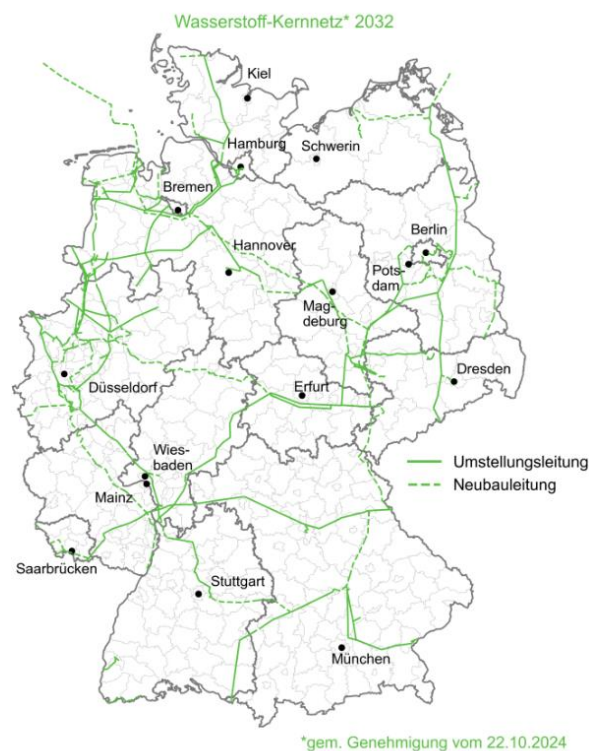 Wasserstoff-Kernnetz* 2032
Kiel
Hamburg
Schwerin
Bremen
Berlin
Hannover
Pots-
dam
Mag-
deburg
Düsseldorf
Erfurt
Dresden
Wies-
baden
Umstellungsleitung
Mainz
Neubauleitung
Saarbrücken
Stuttgart
München
*gem. Genehmigung vom 22.10.2024